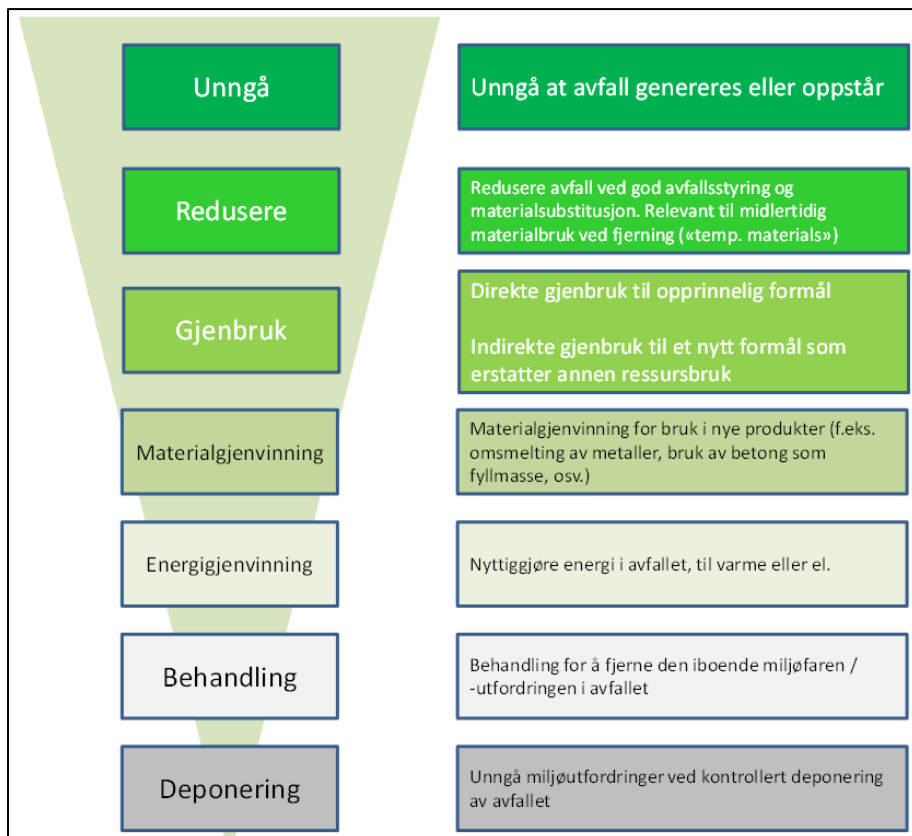 Unngå
Unngå at avfall genereres eller oppstår
Redusere
Redusere avfall ved god avfallsstyring og
materialsubstitusjon. Relevant til midlertidig
materialbruk ved fjerning («temp. materials»)
Gjenbruk
Direkte gjenbruk til opprinnelig formål
Indirekte gjenbruk til et nytt formål som
erstatter annen ressursbruk
Materialgjenvinning
Materialgjenvinning for bruk i nye produkter (f.eks.
omsmelting av metaller, bruk av betong som
fyllmasse, osv.)
Energigjenvinning
Nyttiggjøre energi i avfallet, til varme eller el.
Behandling
Behandling for å fjerne den iboende miljøfaren /
-utfordringen i avfallet
Deponering
Unngå miljøutfordringer ved kontrollert deponering
av avfallet